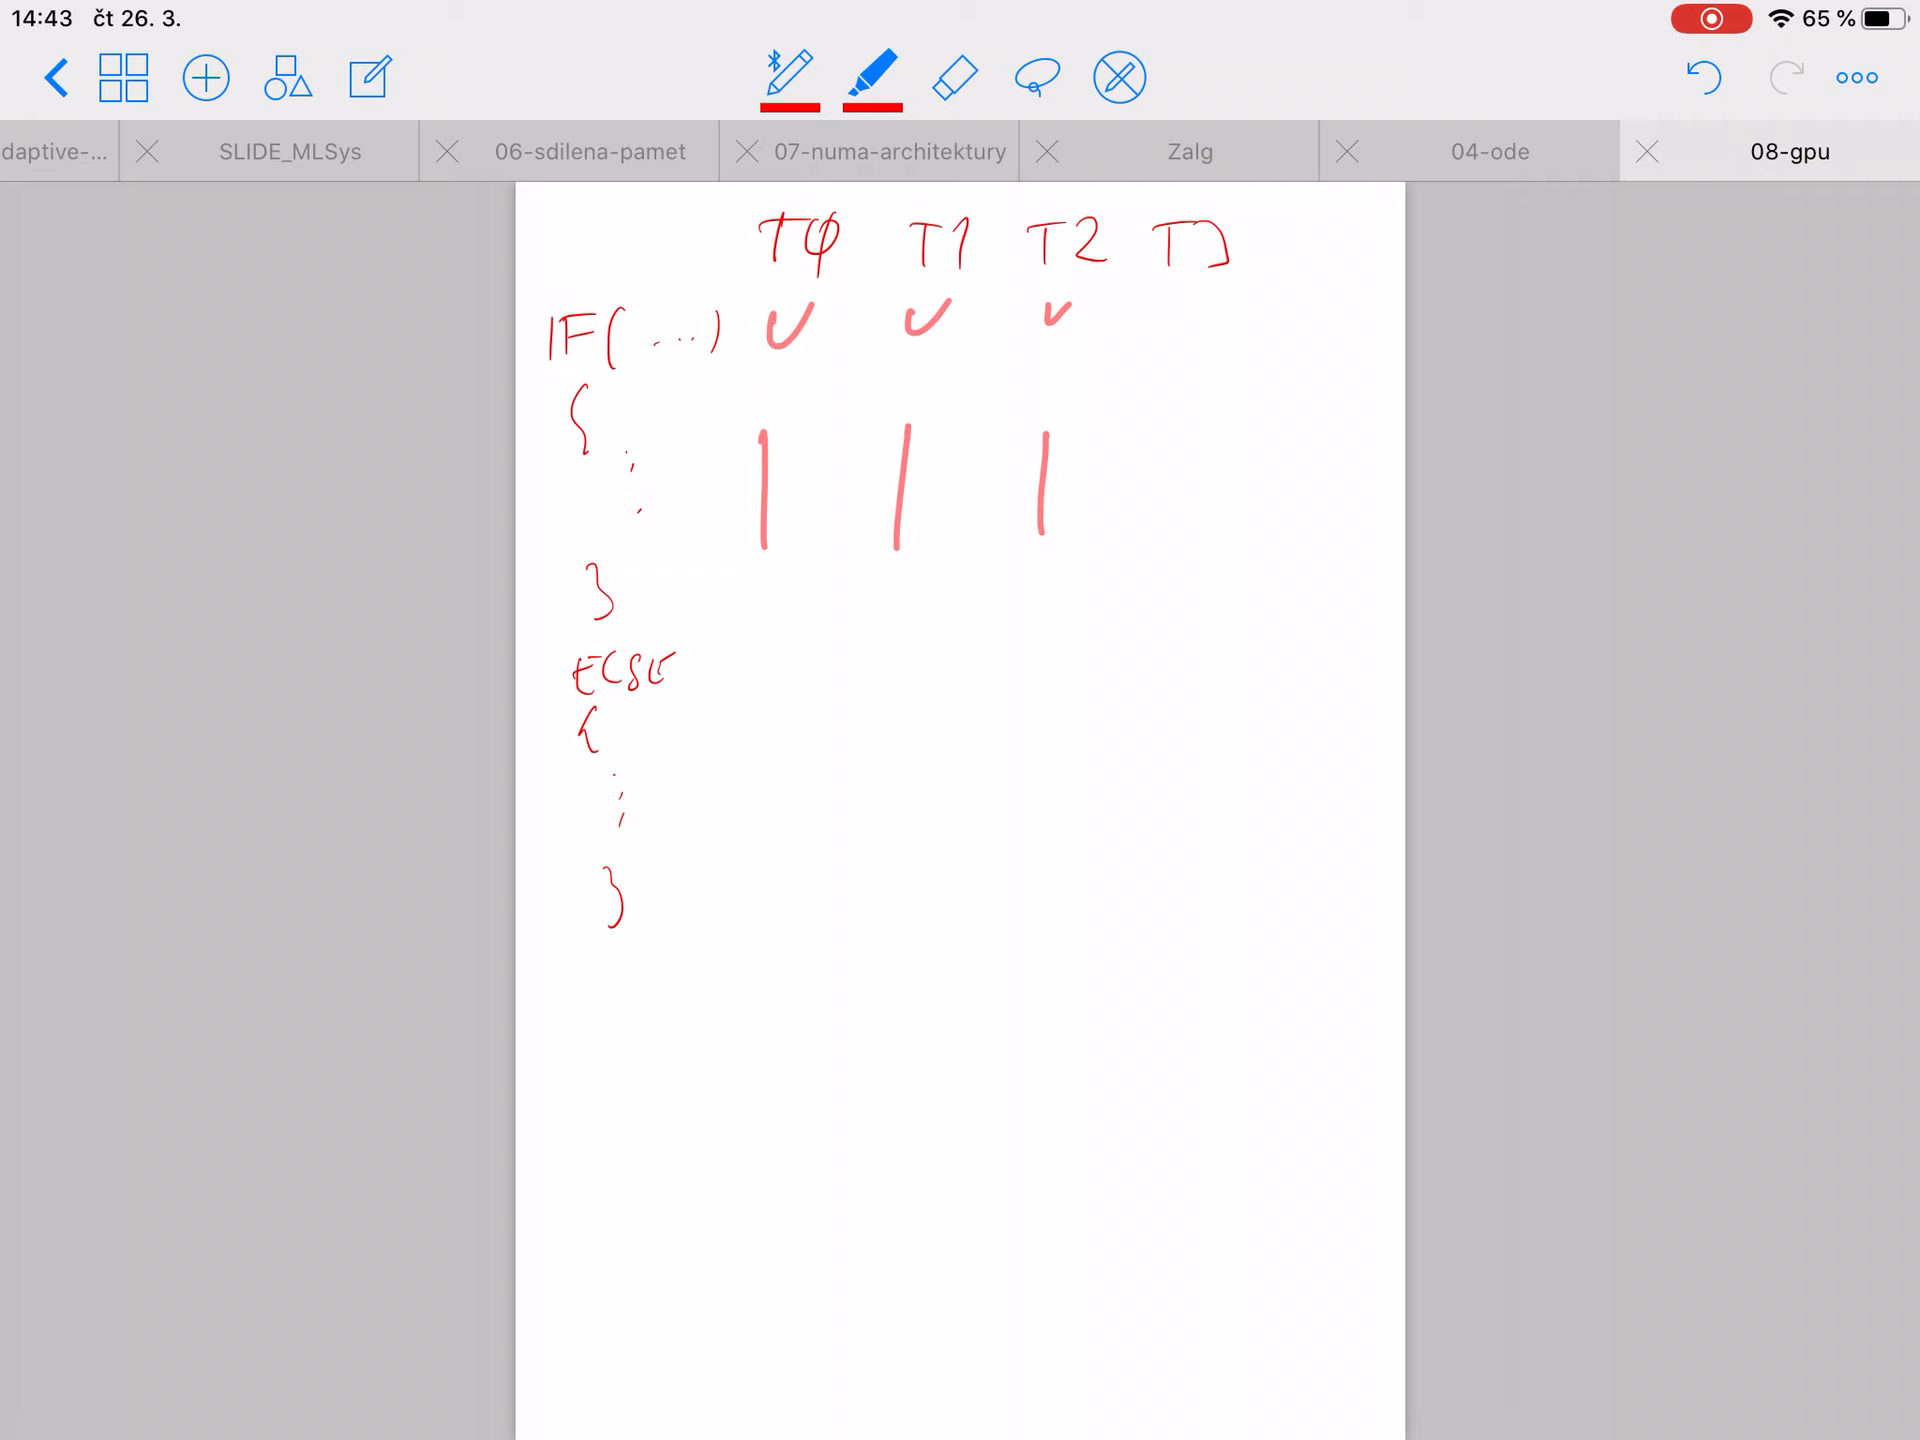 14:43 čt 26. 3. 65 %
daptive-... SLIDE_MLSys 06-sdilena-pamet 07-numa-architektury Zalg 04-ode 08-gpu
T0 T1 T2 T3
IF(...)
{
:
}
ELSE
{
⋮
}